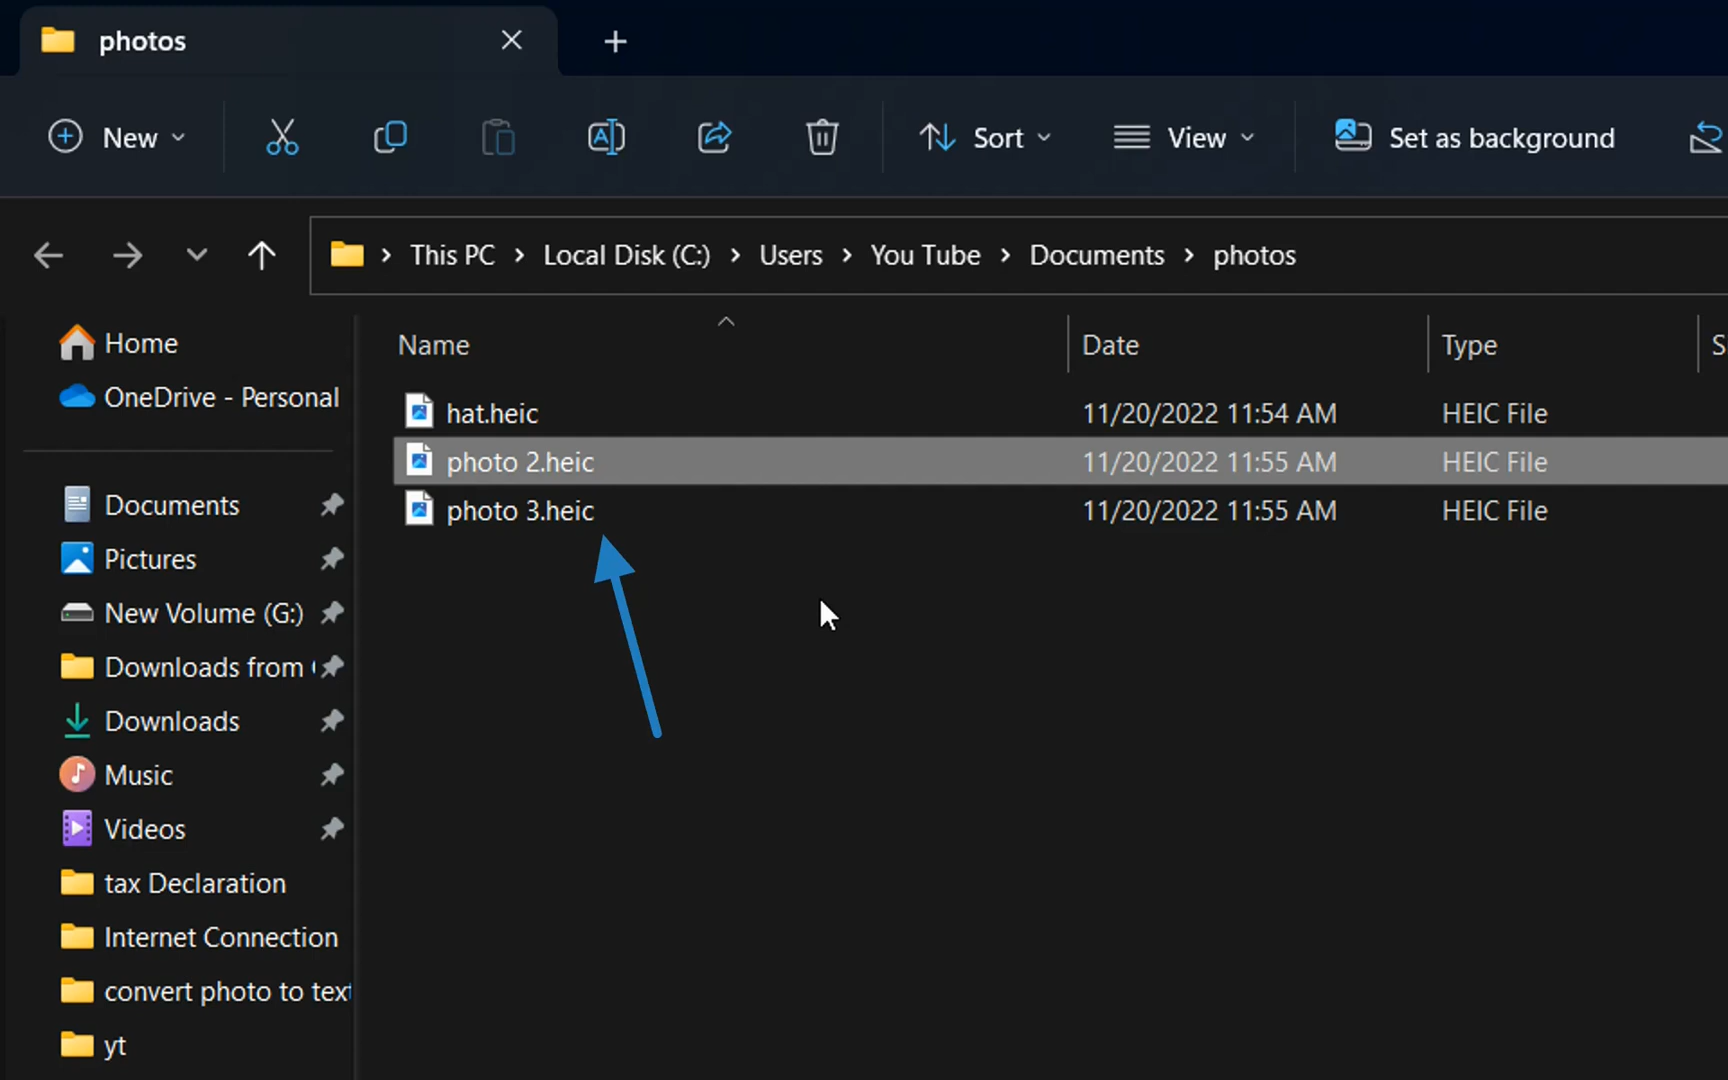 photos
New
Sort
View
Set as background
This PC > Local Disk (C:) > Users > You Tube > Documents > photos
Name
Date
Type
S
hat.heic 11/20/2022 11:54 AM HEIC File
photo 2.heic 11/20/2022 11:55 AM HEIC File
photo 3.heic 11/20/2022 11:55 AM HEIC File
Home
OneDrive - Personal
Documents
Pictures
New Volume (G:)
Downloads from
Downloads
Music
Videos
tax Declaration
Internet Connection
convert photo to text
yt